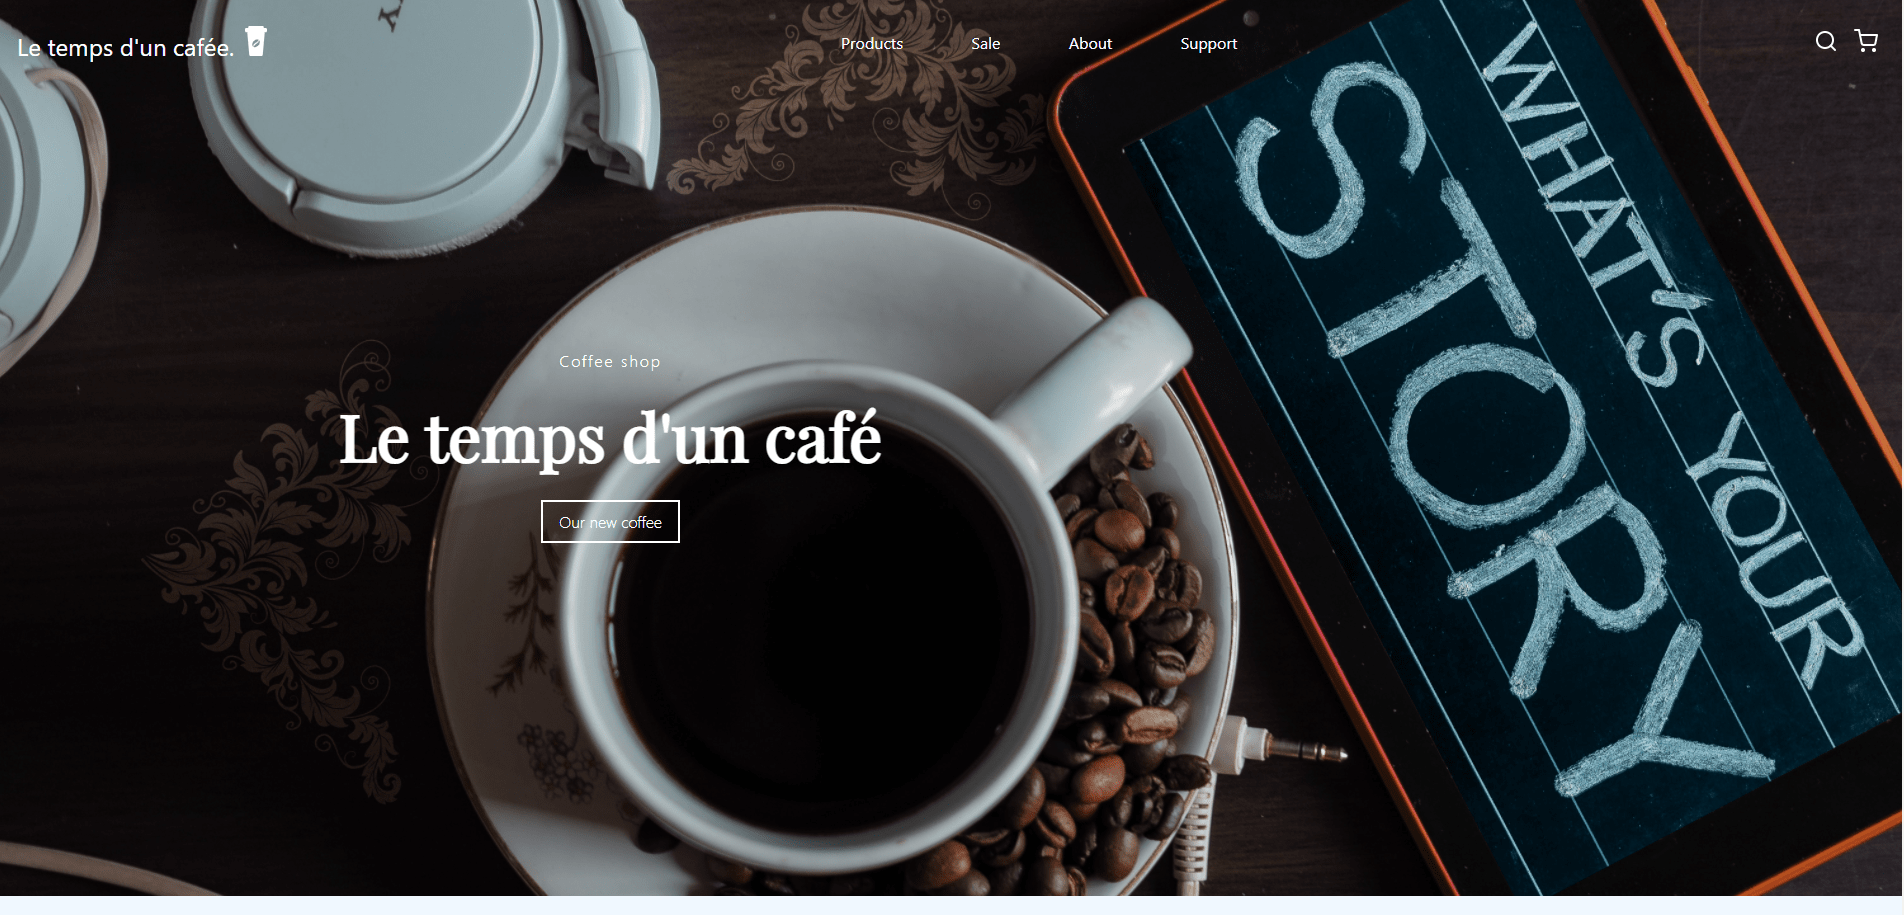 Le temps d'un cafée.
Products
Sale
About
Support
Coffee shop
Le temps d'un café
Our new coffee
WHAT'S YOUR
STORY